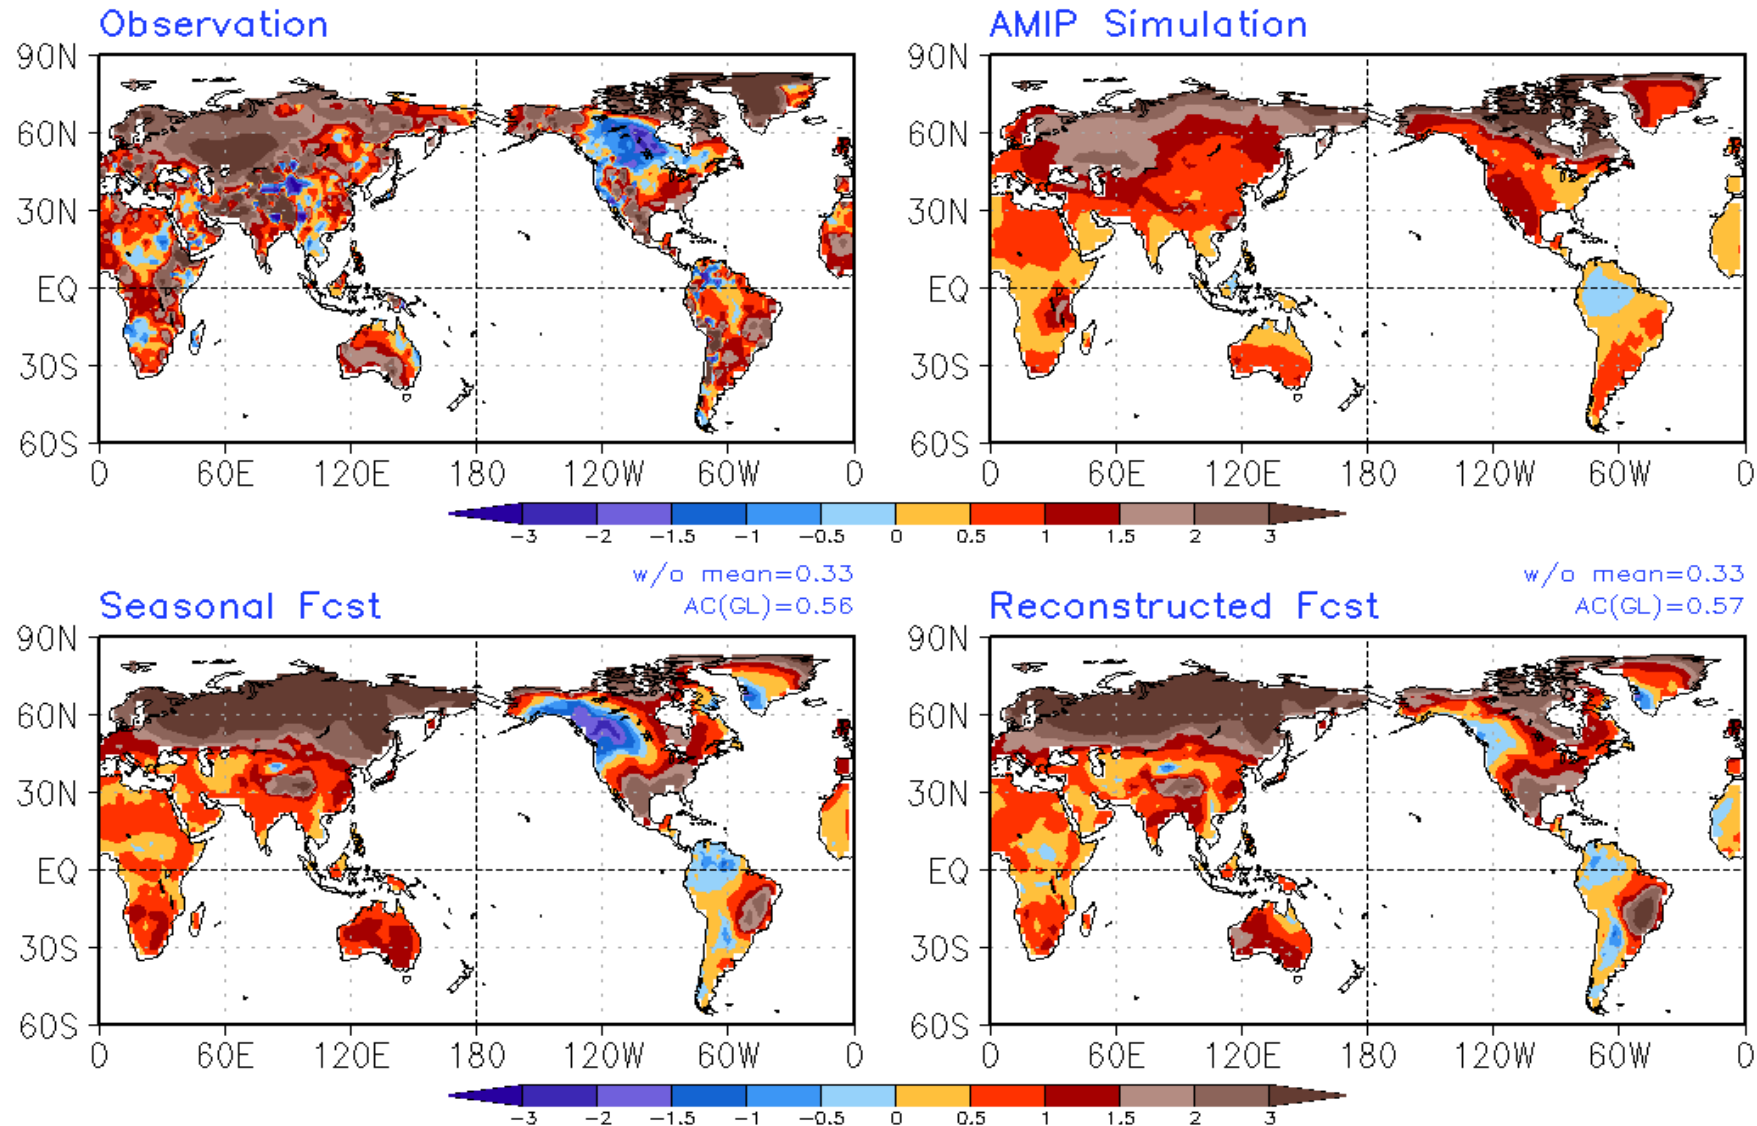 Observation
AMIP Simulation
90N
60N
30N
EQ
30S
60S
0 60E 120E 180 120W 60W 0
90N
60N
30N
EQ
30S
60S
0 60E 120E 180 120W 60W 0
-3 -2 -1.5 -1 -0.5 0 0.5 1 1.5 2 3
w/o mean=0.33
Seasonal Fcst AC(GL)=0.56
w/o mean=0.33
Reconstructed Fcst AC(GL)=0.57
90N
60N
30N
EQ
30S
60S
0 60E 120E 180 120W 60W 0
90N
60N
30N
EQ
30S
60S
0 60E 120E 180 120W 60W 0
-3 -2 -1.5 -1 -0.5 0 0.5 1 1.5 2 3